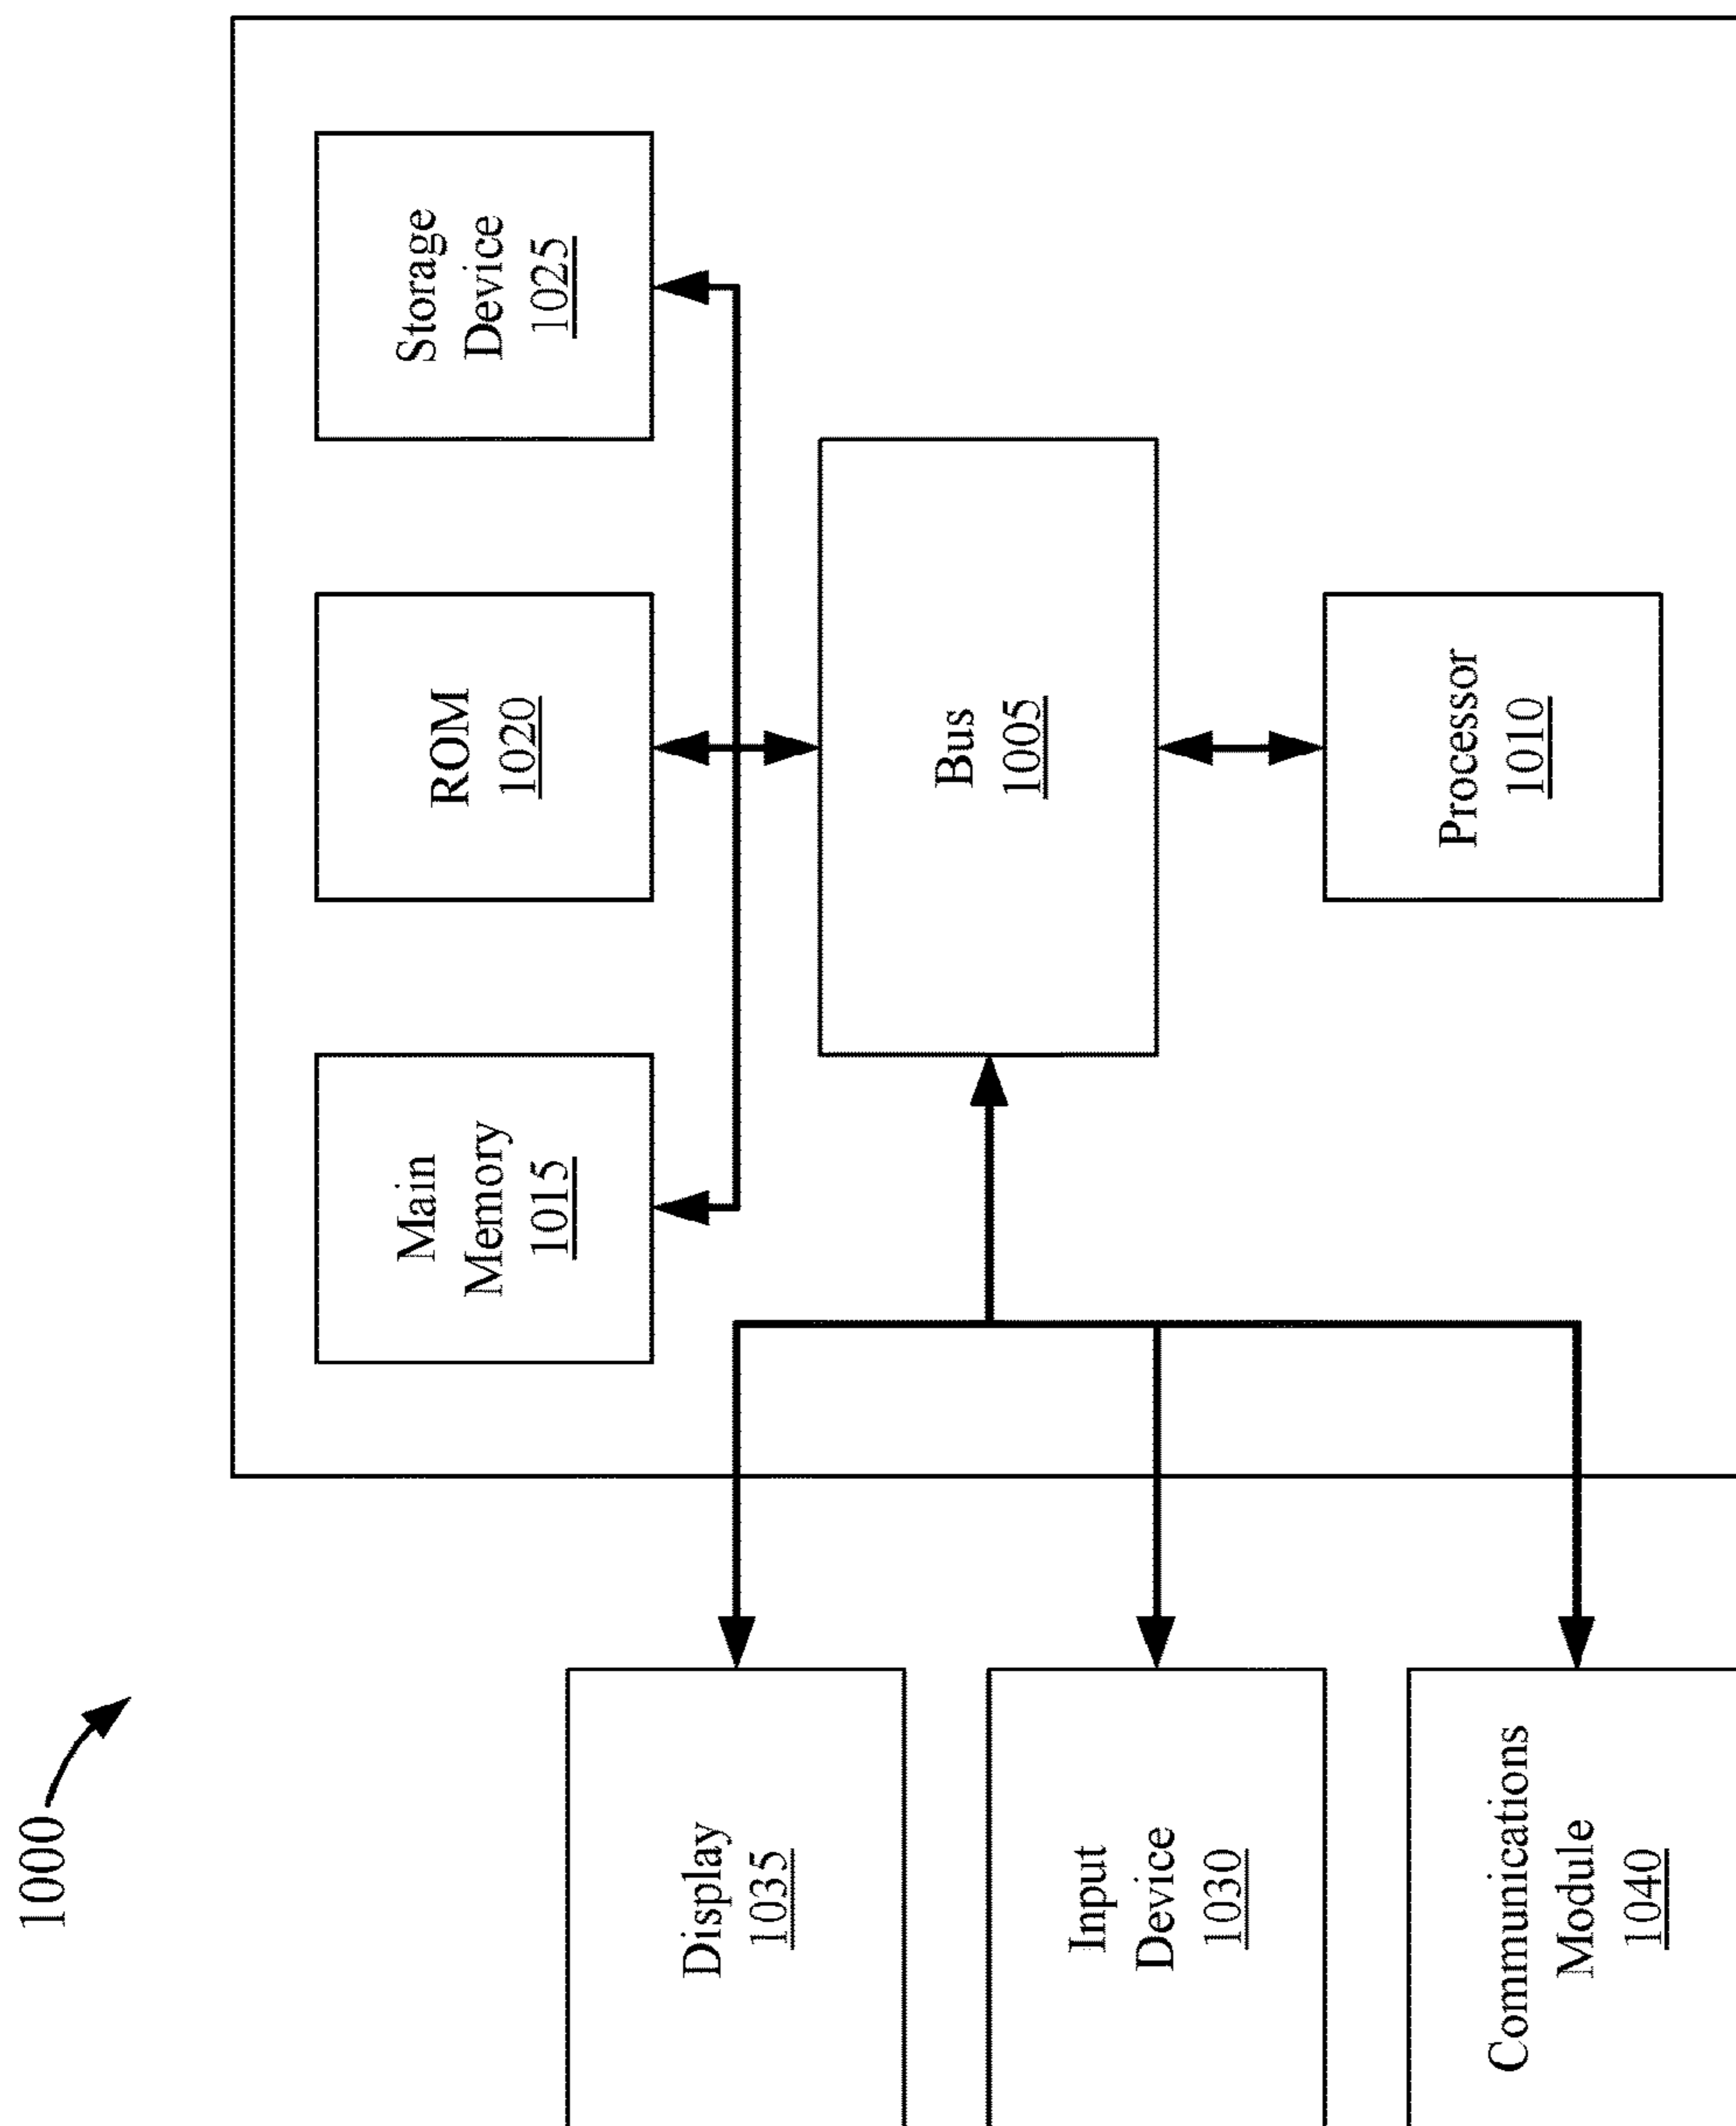 1000
Display
1035
Input
Device
1030
Communications
Module
1040
Main
Memory
1015
ROM
1020
Storage
Device
1025
Bus
1005
Processor
1010